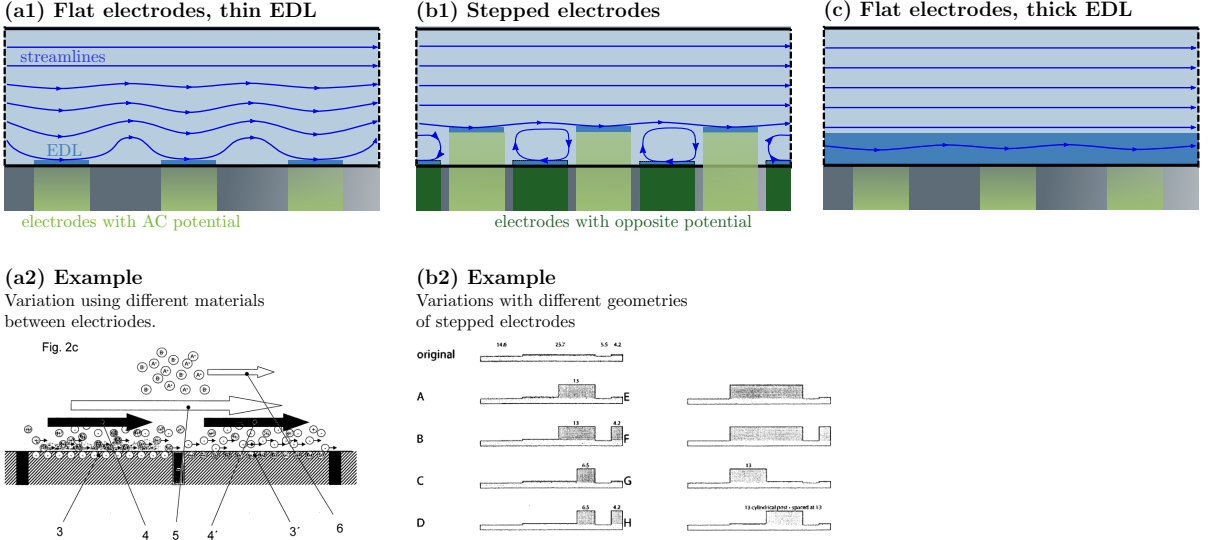 (a1) Flat electrodes, thin EDL
streamlines
EDL
electrodes with AC potential
(b1) Stepped electrodes
electrodes with opposite potential
(c) Flat electrodes, thick EDL
(a2) Example
Variation using different materials
between electriodes.
Fig. 2c
3 4 5 4´ 3´ 6
(b2) Example
Variations with different geometries
of stepped electrodes
14.6 25.7 5.5 4.2
original
13
A E
13 4.2
B F
6.5 13
C G
6.5 4.2 13 cylindrical post - spaced at 13
D H